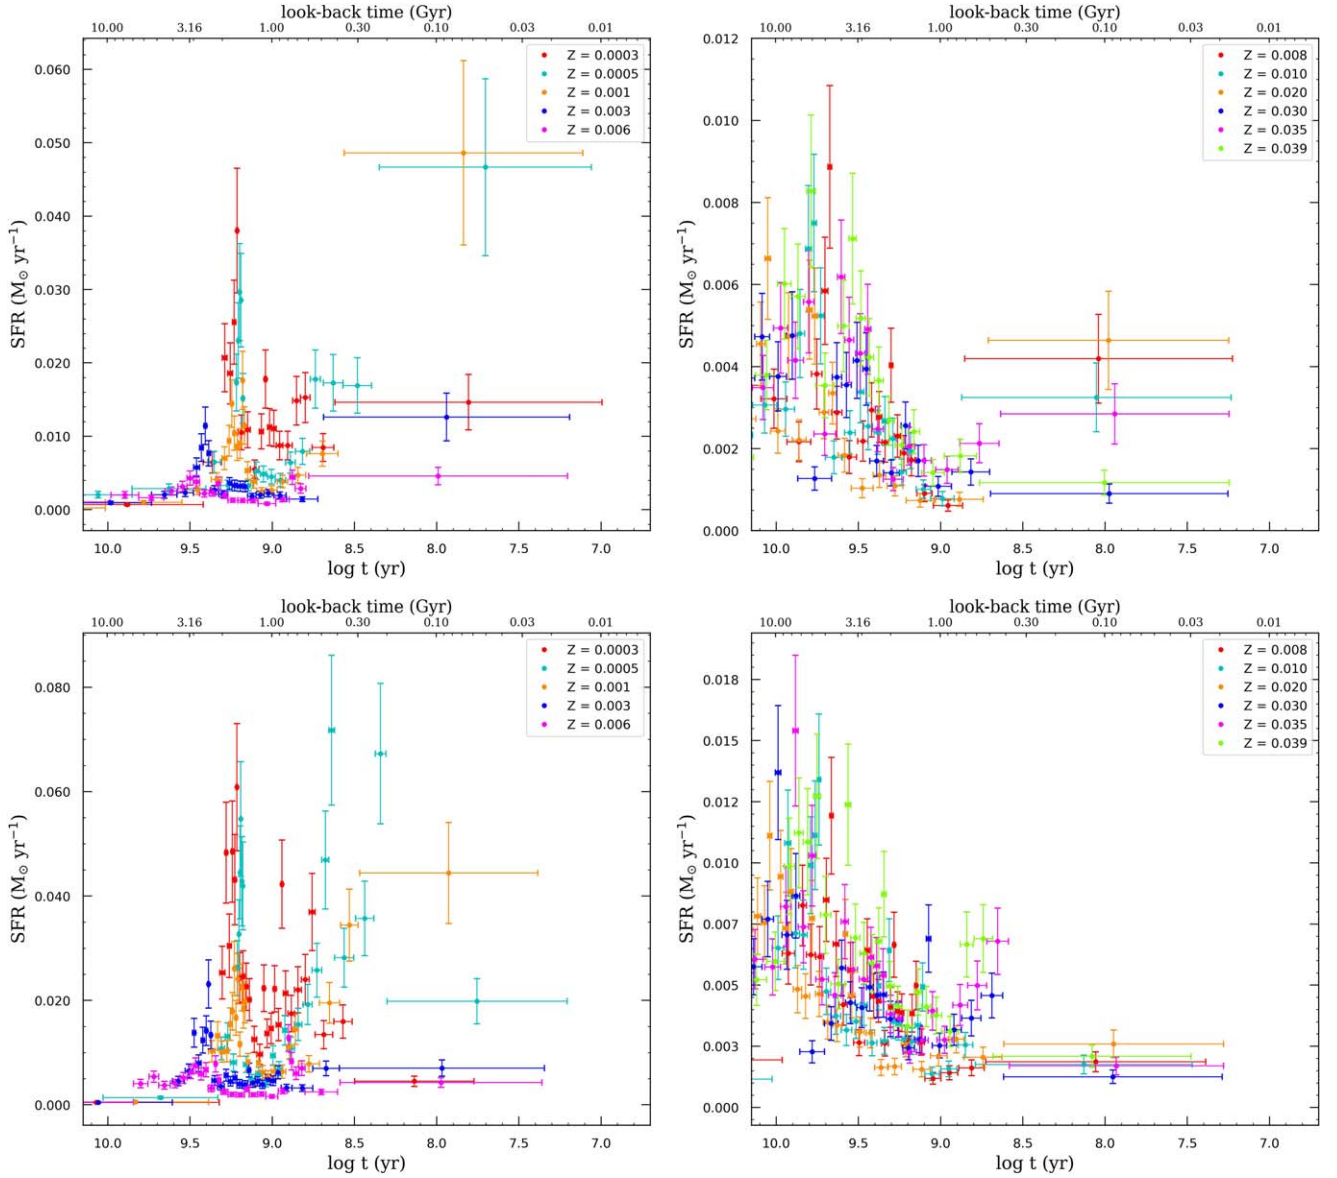 look-back time (Gyr)
10.00 3.16 1.00 0.30 0.10 0.03 0.01
SFR (M⊙ yr⁻¹)
0.060
0.050
0.040
0.030
0.020
0.010
0.000
Z = 0.0003
Z = 0.0005
Z = 0.001
Z = 0.003
Z = 0.006
10.0 9.5 9.0 8.5 8.0 7.5 7.0
log t (yr)
look-back time (Gyr)
10.00 3.16 1.00 0.30 0.10 0.03 0.01
SFR (M⊙ yr⁻¹)
0.012
0.010
0.008
0.006
0.004
0.002
0.000
Z = 0.008
Z = 0.010
Z = 0.020
Z = 0.030
Z = 0.035
Z = 0.039
10.0 9.5 9.0 8.5 8.0 7.5 7.0
log t (yr)
look-back time (Gyr)
10.00 3.16 1.00 0.30 0.10 0.03 0.01
SFR (M⊙ yr⁻¹)
0.080
0.060
0.040
0.020
0.000
Z = 0.0003
Z = 0.0005
Z = 0.001
Z = 0.003
Z = 0.006
10.0 9.5 9.0 8.5 8.0 7.5 7.0
log t (yr)
look-back time (Gyr)
10.00 3.16 1.00 0.30 0.10 0.03 0.01
SFR (M⊙ yr⁻¹)
0.018
0.015
0.012
0.010
0.007
0.005
0.003
0.000
Z = 0.008
Z = 0.010
Z = 0.020
Z = 0.030
Z = 0.035
Z = 0.039
10.0 9.5 9.0 8.5 8.0 7.5 7.0
log t (yr)